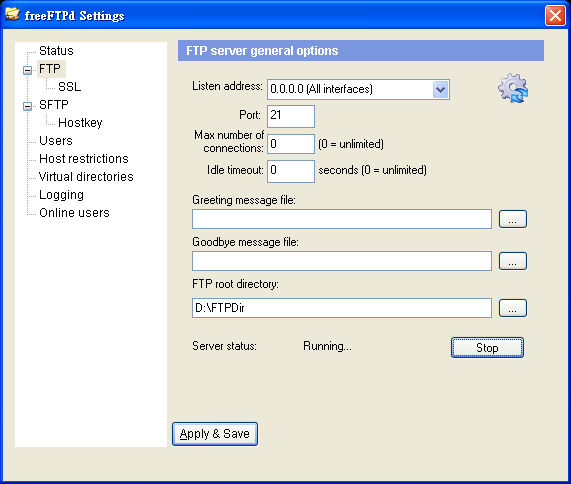 freeFTPd Settings
Status
FTP
SSL
SFTP
Hostkey
Users
Host restrictions
Virtual directories
Logging
Online users
FTP server general options
Listen address: 0.0.0.0 (All interfaces)
Port: 21
Max number of
connections: 0 (0 = unlimited)
Idle timeout: 0 seconds (0 = unlimited)
Greeting message file:
...
Goodbye message file:
...
FTP root directory:
D:\FTPDir ...
Server status: Running... Stop
Apply & Save